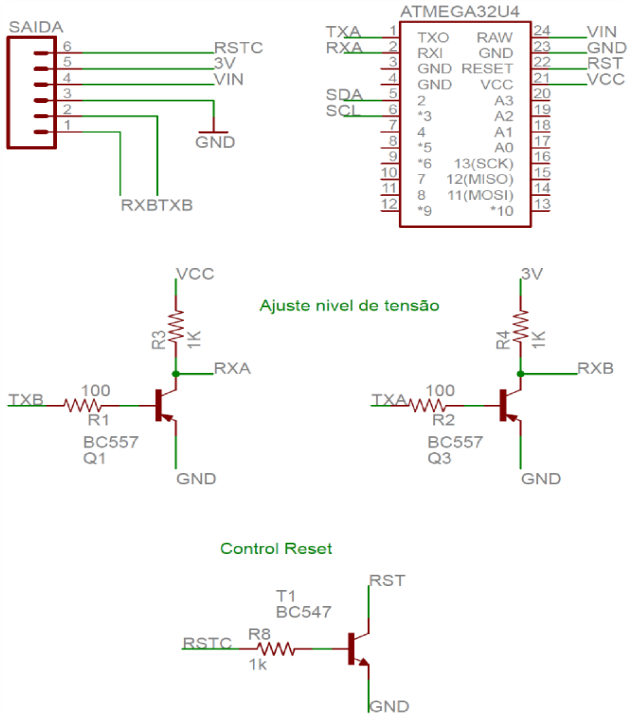 SAIDA
6 RSTC
5 3V
4 VIN
3
2
1
GND
RXBTXB
ATMEGA32U4
TXA 1 TXO RAW 24 VIN
RXA 2 RXI GND 23 GND
3 GND RESET 22 RST
4 GND VCC 21 VCC
SDA 5 2 A3 20
SCL 6 *3 A2 19
7 4 A1 18
8 *5 A0 17
9 *6 13(SCK) 16
10 7 12(MISO) 15
11 8 11(MOSI) 14
12 *9 *10 13
Ajuste nivel de tensão
VCC
R3 1K
RXA
TXB
100
R1
BC557
Q1
GND
3V
R4 1K
RXB
TXA
100
R2
BC557
Q3
GND
Control Reset
RST
T1
BC547
RSTC
R8
1k
GND